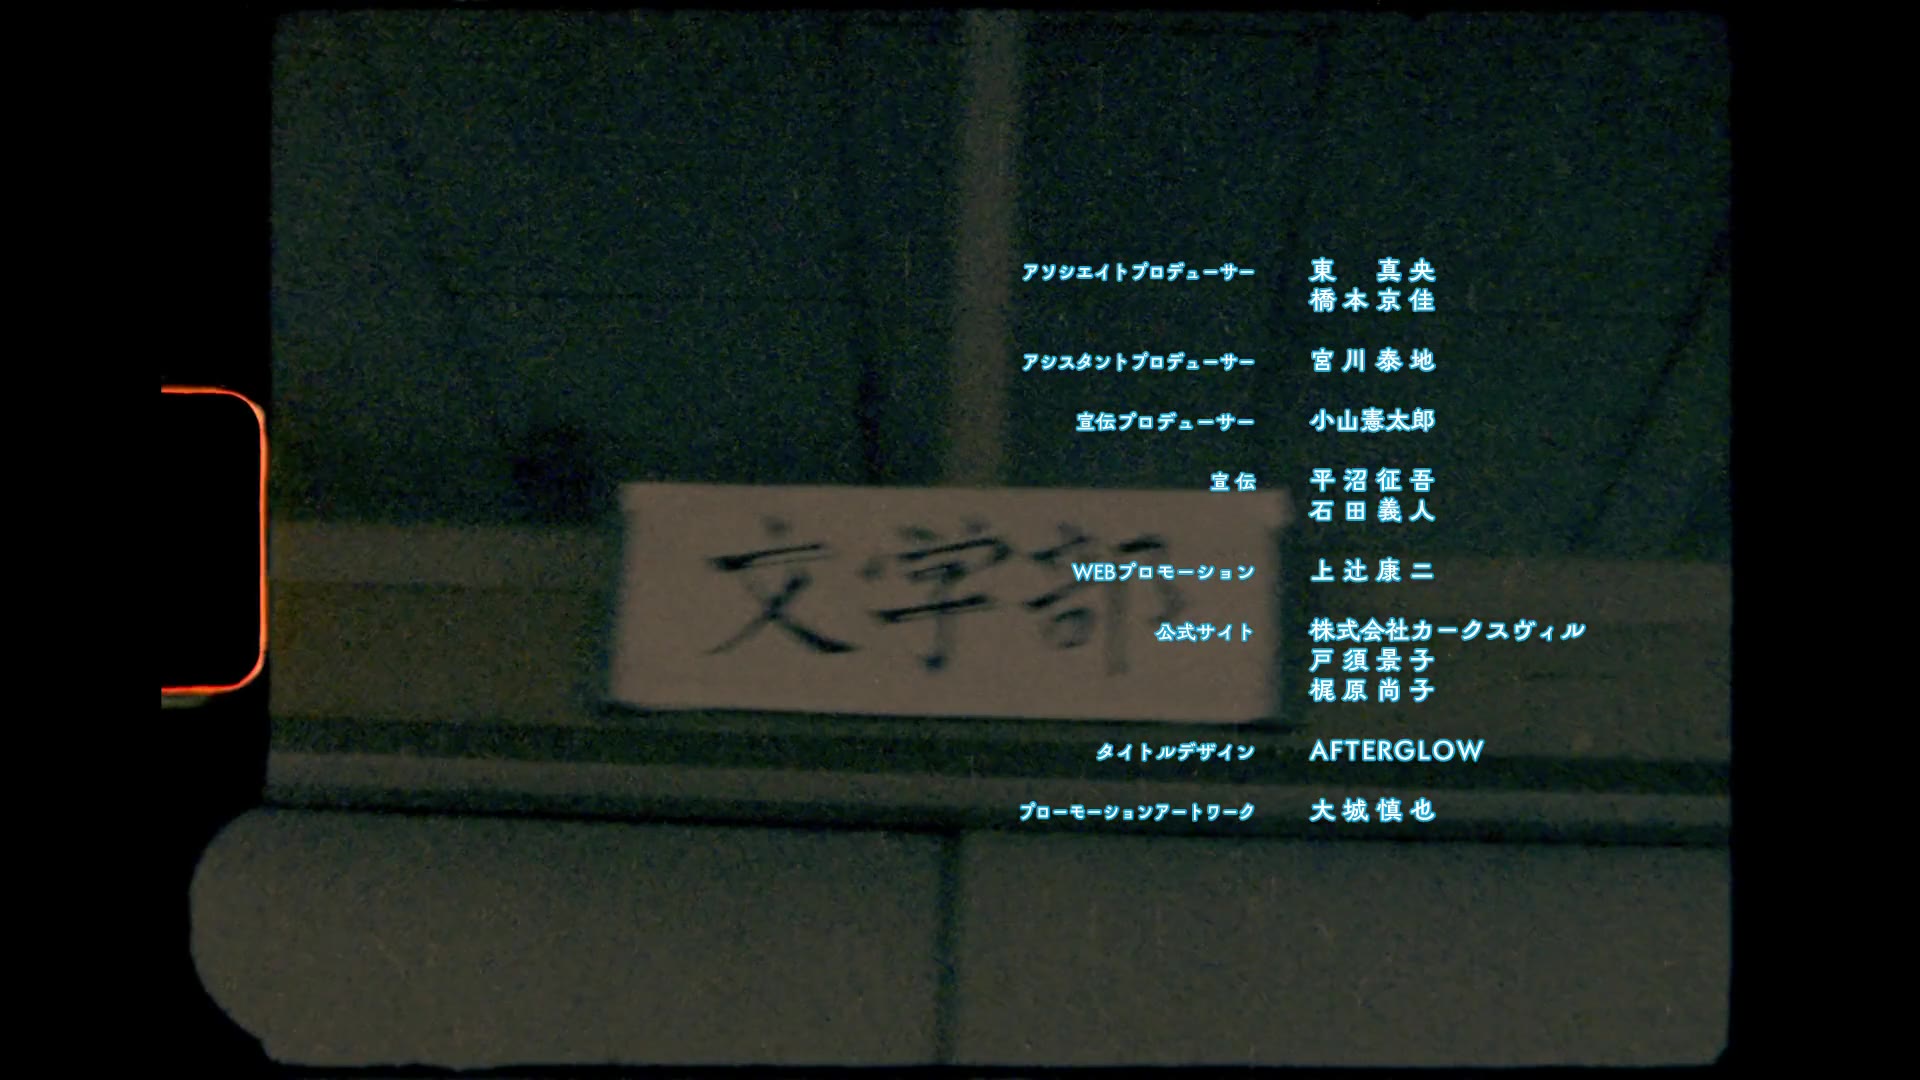 アソシエイトプロデューサー 東 真央
橋本京佳
アシスタントプロデューサー 宮川泰地
宣伝プロデューサー 小山憲太郎
宣伝 平沼征吾
石田義人
WEBプロモーション 上辻康二
公式サイト 株式会社カークスヴィル
戸須景子
梶原尚子
タイトルデザイン AFTERGLOW
プローモーションアートワーク 大城慎也
文学部